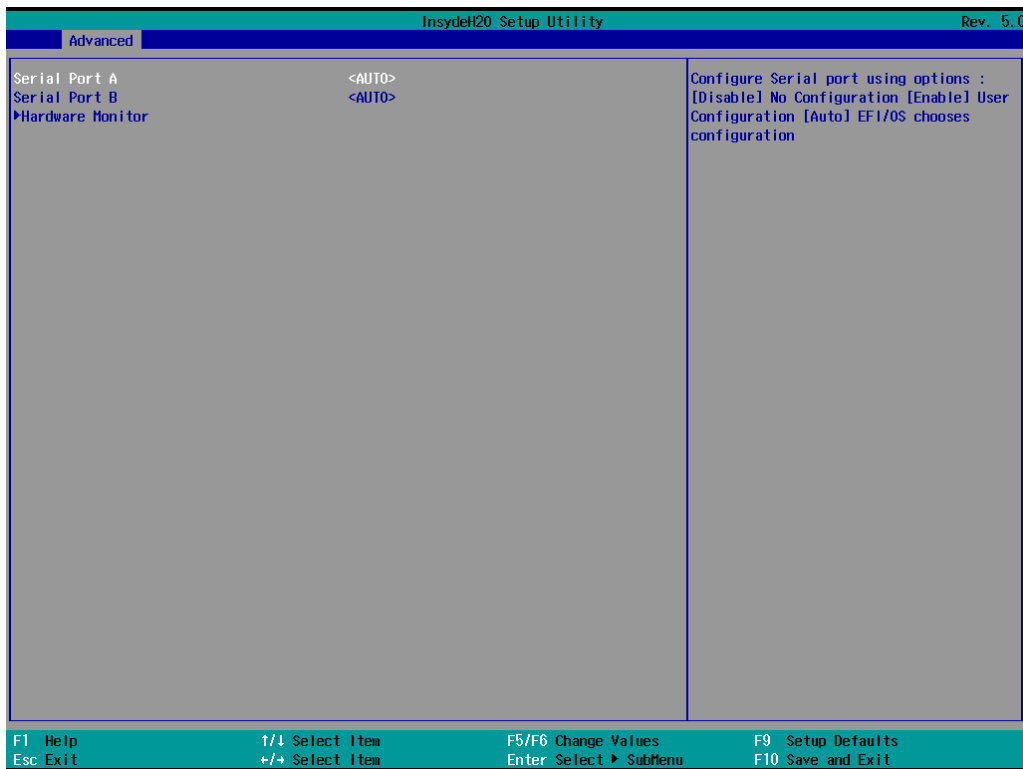 InsydeH20 Setup Utility Rev. 5.0
Advanced
Serial Port A <AUTO>
Serial Port B <AUTO>
▶Hardware Monitor
Configure Serial port using options :
[Disable] No Configuration [Enable] User
Configuration [Auto] EFI/OS chooses
configuration
F1 Help ↑/↓ Select Item F5/F6 Change Values F9 Setup Defaults
Esc Exit ←/→ Select Item Enter Select ▶ SubMenu F10 Save and Exit